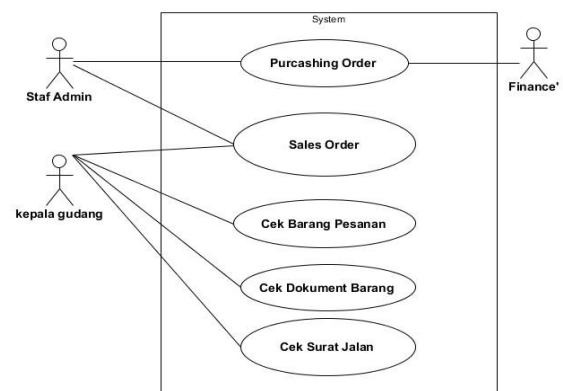 System
Purcashing Order
Staf Admin
Finance'
Sales Order
kepala gudang
Cek Barang Pesanan
Cek Dokument Barang
Cek Surat Jalan